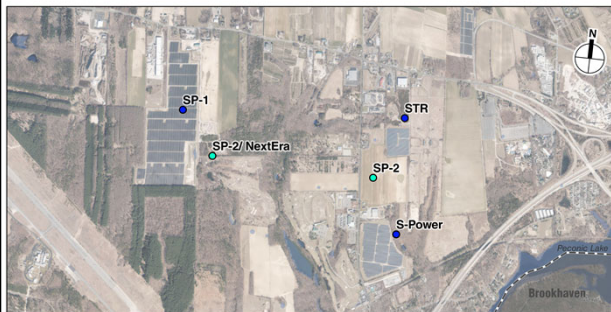 N
SP-1
STR
SP-2/ NextEra
SP-2
S-Power
Peconic Lake
Brookhaven